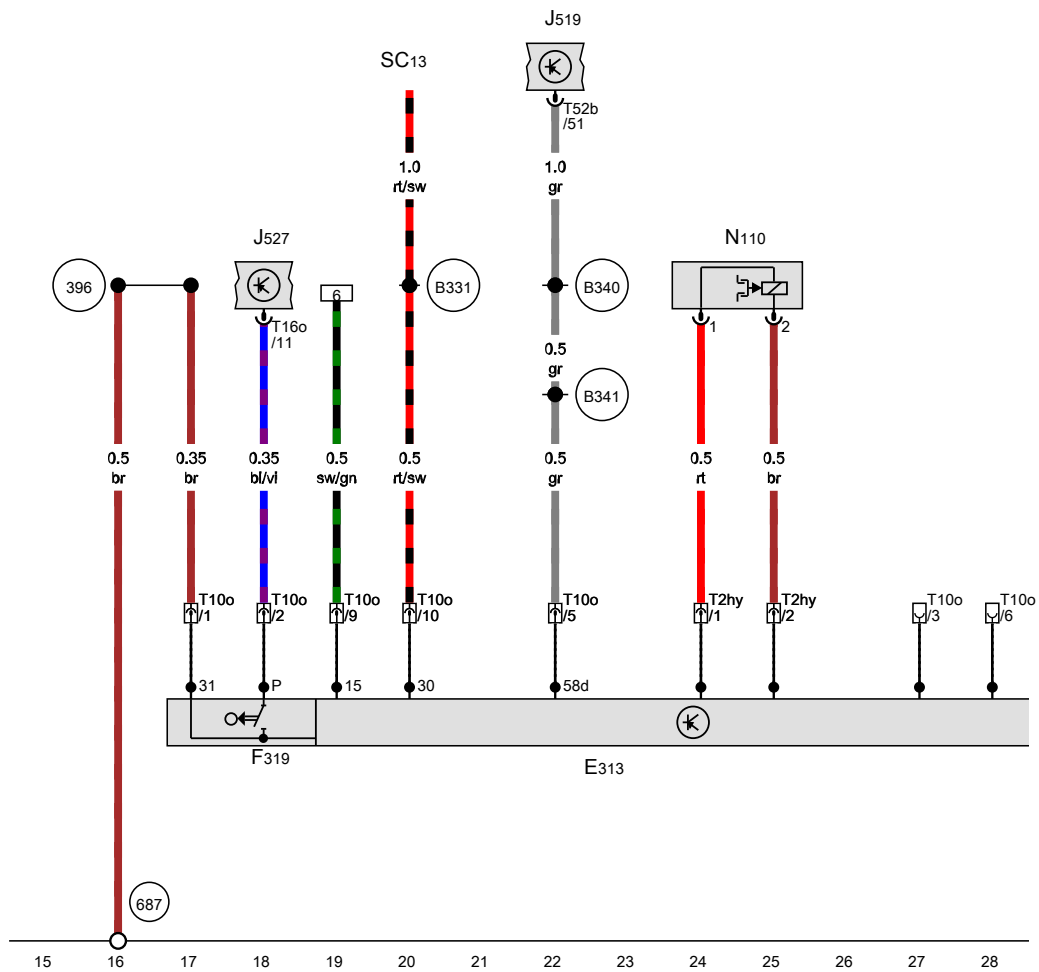 J519
SC13
T52b
/51
1.0
rt/sw
1.0
gr
J527
N110
396
6
B331
B340
T16o
/11
1
2
0.5
gr
B341
0.5
br
0.35
br
0.35
bl/vi
0.5
sw/gn
0.5
rt/sw
0.5
gr
0.5
rt
0.5
br
T10o
/1
T10o
/2
T10o
/9
T10o
/10
T10o
/5
T2hy
/1
T2hy
/2
T10o
/3
T10o
/6
31
P
15
30
58d
F319
E313
687
15 16 17 18 19 20 21 22 23 24 25 26 27 28